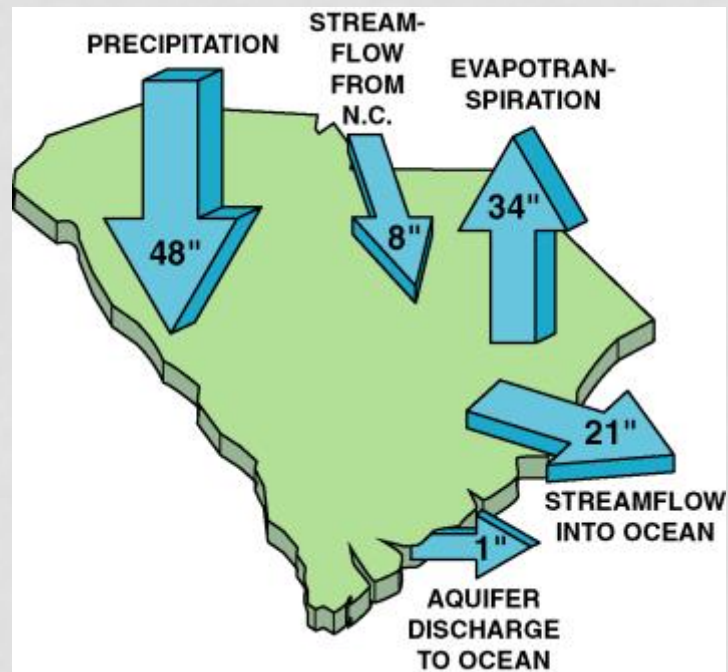 PRECIPITATION
STREAM-
FLOW
FROM
N.C.
EVAPOTRAN-
SPIRATION
48"
8"
34"
21"
STREAMFLOW
INTO OCEAN
1"
AQUIFER
DISCHARGE
TO OCEAN